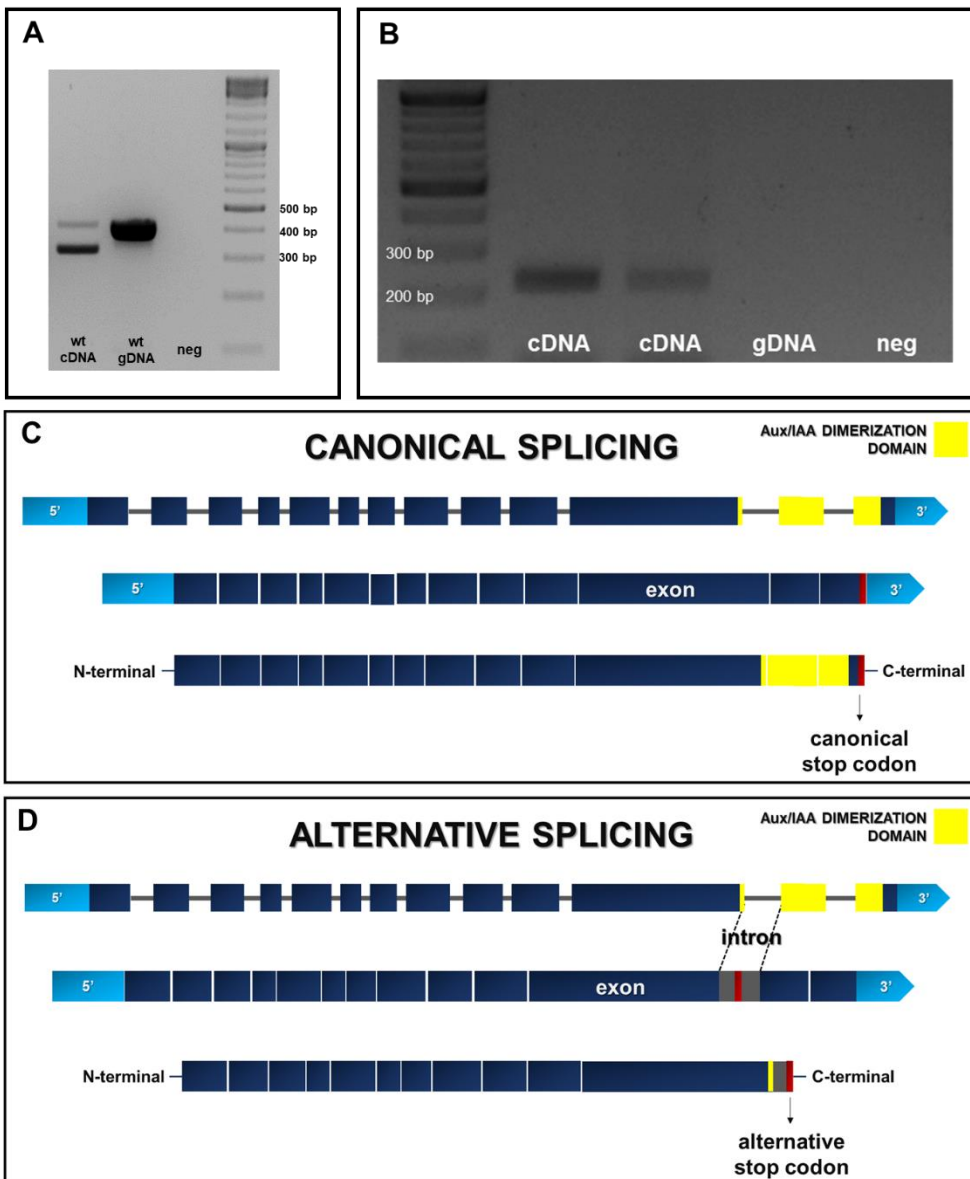 A
500 bp
400 bp
300 bp
wt
cDNA
wt
gDNA
neg
B
300 bp
200 bp
cDNA
cDNA
gDNA
neg
C
CANONICAL SPLICING
Aux/IAA DIMERIZATION
DOMAIN
5'
3'
5'
exon
3'
N-terminal
C-terminal
canonical
stop codon
D
ALTERNATIVE SPLICING
Aux/IAA DIMERIZATION
DOMAIN
5'
3'
intron
5'
exon
3'
N-terminal
C-terminal
alternative
stop codon